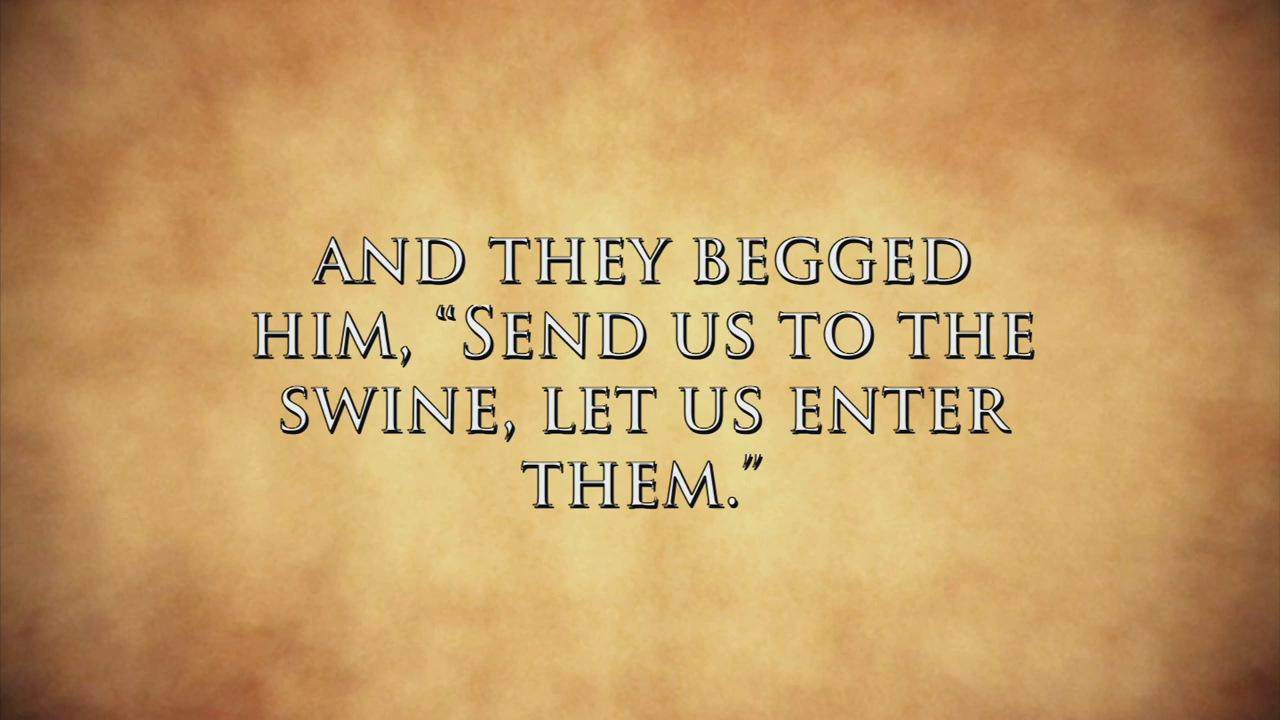 AND THEY BEGGED
HIM, “SEND US TO THE
SWINE, LET US ENTER
THEM.”